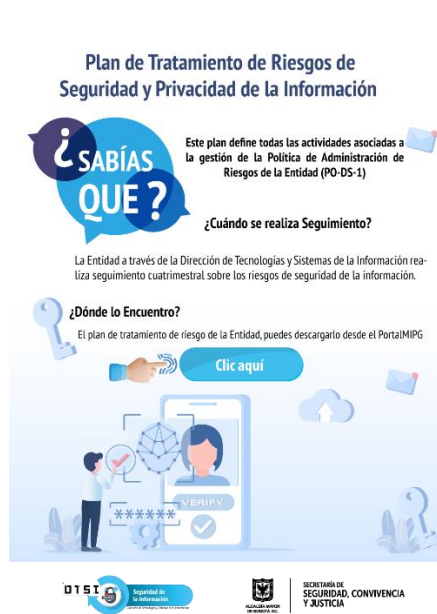 Plan de Tratamiento de Riesgos de
Seguridad y Privacidad de la Información
¿SABÍAS
QUE?
Este plan define todas las actividades asociadas a
la gestión de la Política de Administración de
Riesgos de la Entidad (PO-DS-1)
¿Cuándo se realiza Seguimiento?
La Entidad a través de la Dirección de Tecnologías y Sistemas de la Información rea-
liza seguimiento cuatrimestral sobre los riesgos de seguridad de la información.
¿Dónde lo Encuentro?
El plan de tratamiento de riesgo de la Entidad, puedes descargarlo desde el PortalMIPG
Clic aquí
VERIFY
******
DTSI
Seguridad de
la Información
ALCALDÍA MAYOR
DE BOGOTÁ D.C.
SECRETARÍA DE
SEGURIDAD, CONVIVENCIA
Y JUSTICIA